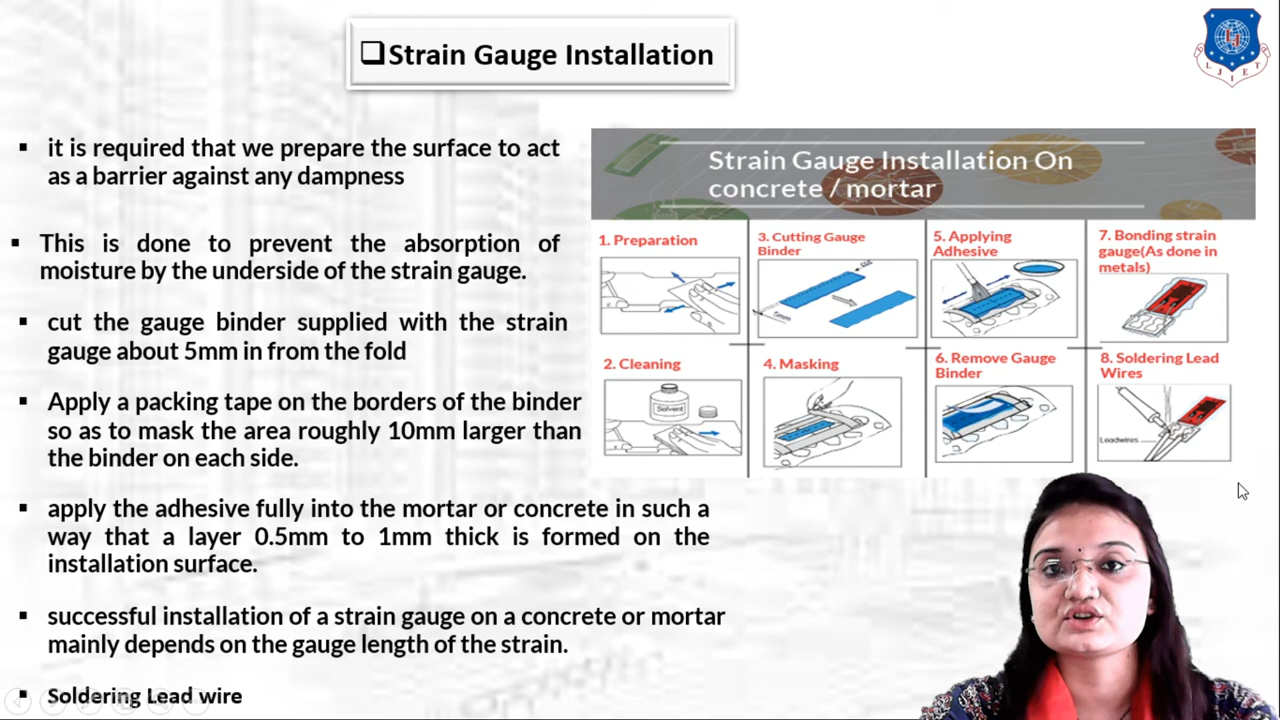 ❑Strain Gauge Installation
LJIET
▪ it is required that we prepare the surface to act
as a barrier against any dampness
▪ This is done to prevent the absorption of
moisture by the underside of the strain gauge.
▪ cut the gauge binder supplied with the strain
gauge about 5mm in from the fold
▪ Apply a packing tape on the borders of the binder
so as to mask the area roughly 10mm larger than
the binder on each side.
▪ apply the adhesive fully into the mortar or concrete in such a
way that a layer 0.5mm to 1mm thick is formed on the
installation surface.
▪ successful installation of a strain gauge on a concrete or mortar
mainly depends on the gauge length of the strain.
▪ Soldering Lead wire
Strain Gauge Installation On
concrete / mortar
1. Preparation
2. Cleaning
Solvent
3. Cutting Gauge
Binder
5mm
4. Masking
5. Applying
Adhesive
6. Remove Gauge
Binder
7. Bonding strain
gauge(As done in
metals)
8. Soldering Lead
Wires
Leadwires